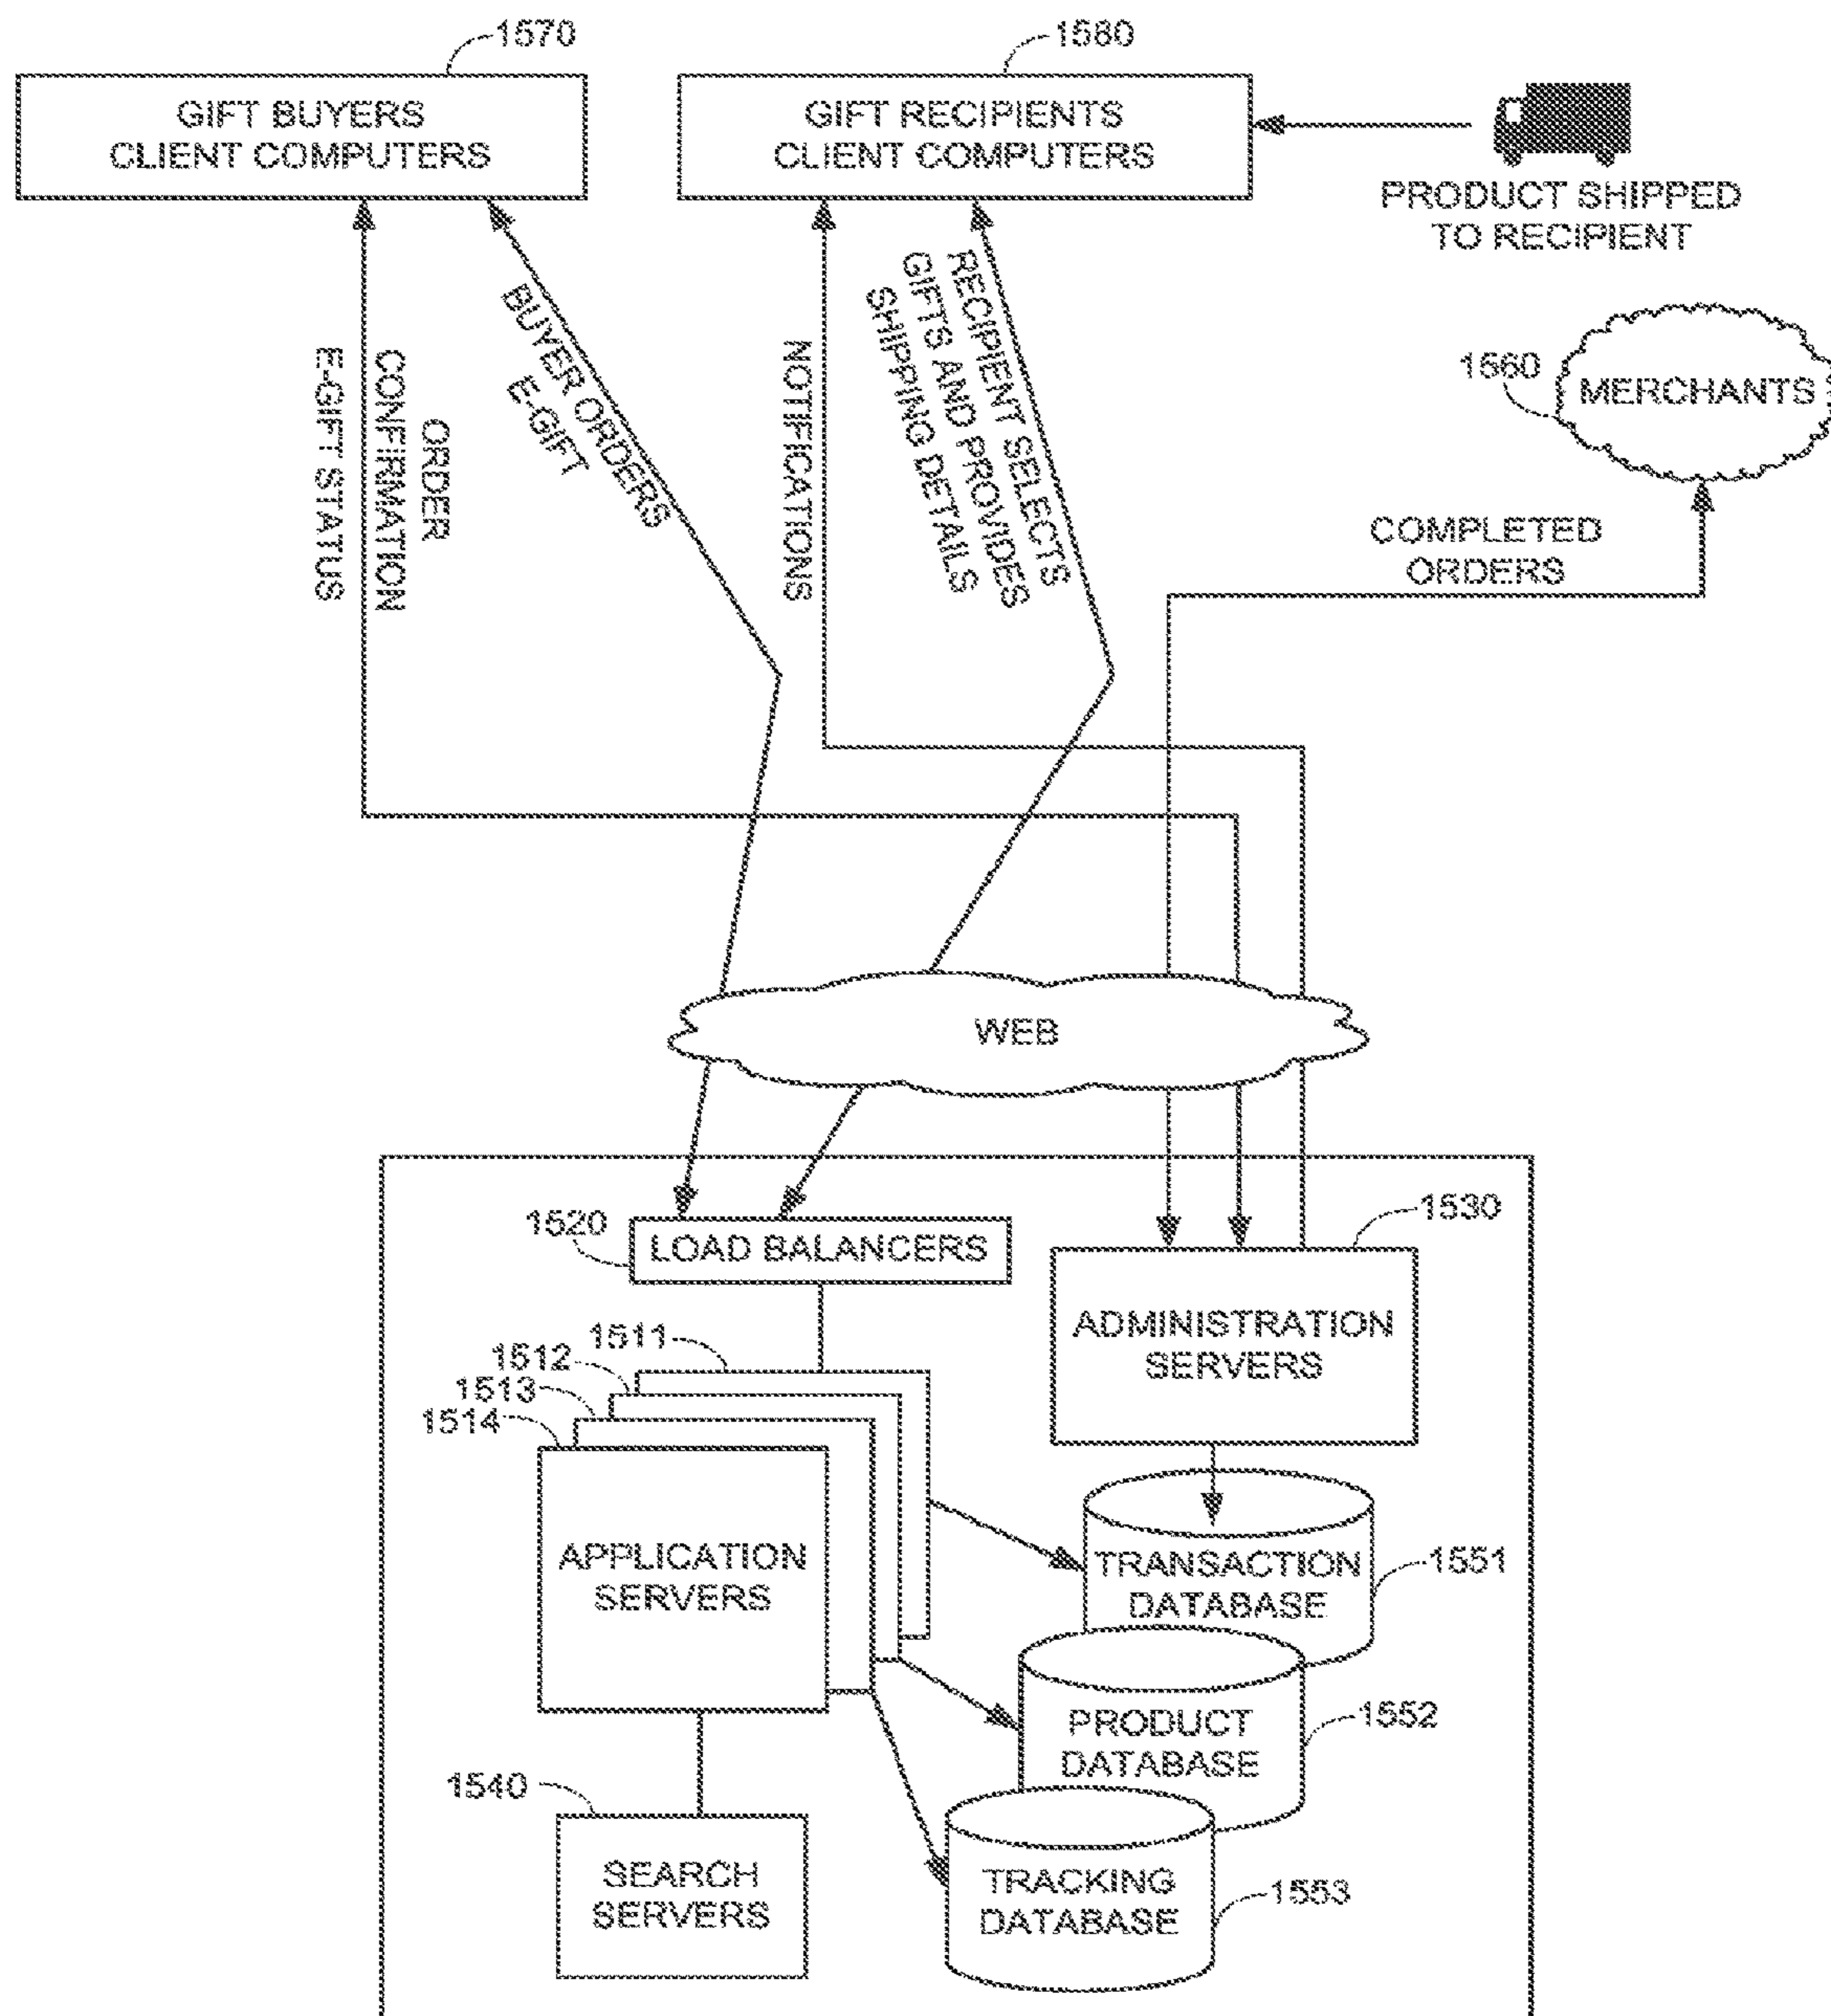 1570
GIFT BUYERS
CLIENT COMPUTERS
1580
GIFT RECIPIENTS
CLIENT COMPUTERS
PRODUCT SHIPPED
TO RECIPIENT
1560
MERCHANTS
ORDER
CONFIRMATION
E-GIFT STATUS
BUYER ORDERS
E-GIFT
NOTIFICATIONS
RECIPIENT SELECTS
GIFTS AND PROVIDES
SHIPPING DETAILS
COMPLETED
ORDERS
WEB
1520
LOAD BALANCERS
1530
ADMINISTRATION
SERVERS
1511
1512
1513
1514
APPLICATION
SERVERS
TRANSACTION
DATABASE
1551
PRODUCT
DATABASE
1552
1540
SEARCH
SERVERS
TRACKING
DATABASE
1553